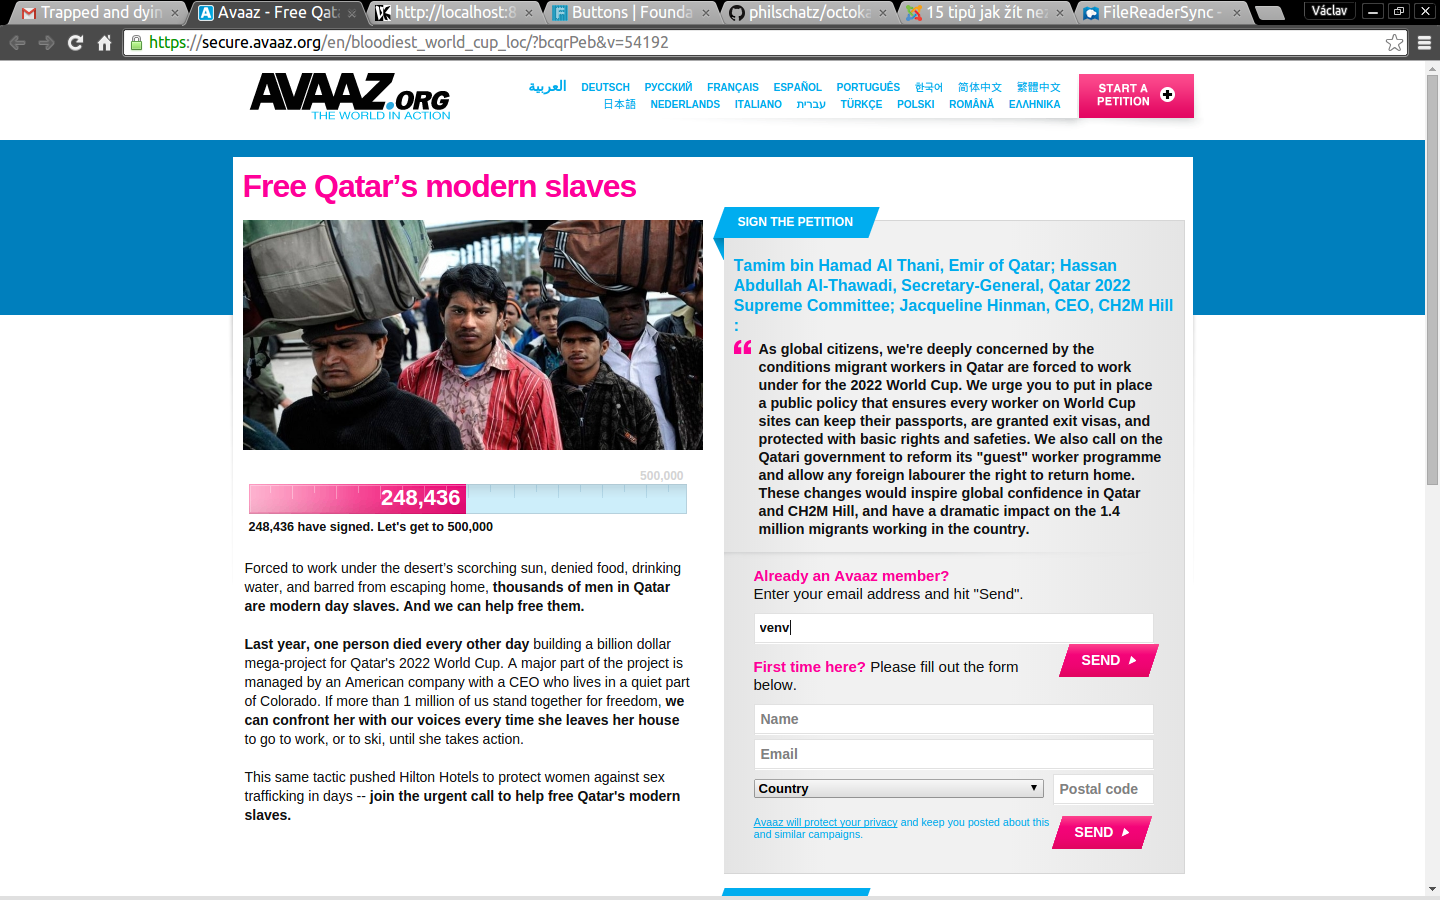 Trapped and dyin
Avaaz - Free Qata
http://localhost:8
Buttons | Founda
philschatz/octoka
15 tipů jak žít nez
FileReaderSync -
Václav
https://secure.avaaz.org/en/bloodiest_world_cup_loc/?bcqrPeb&v=54192
AVAAZ.ORG
THE WORLD IN ACTION
العربية DEUTSCH РУССКИЙ FRANÇAIS ESPAÑOL PORTUGUÊS 한국어 简体中文 繁體中文
日本語 NEDERLANDS ITALIANO עברית TÜRKÇE POLSKI ROMÂNĂ ΕΛΛΗΝΙΚΑ
START A
PETITION
Free Qatar’s modern slaves
SIGN THE PETITION
Tamim bin Hamad Al Thani, Emir of Qatar; Hassan
Abdullah Al-Thawadi, Secretary-General, Qatar 2022
Supreme Committee; Jacqueline Hinman, CEO, CH2M Hill
:
As global citizens, we're deeply concerned by the
conditions migrant workers in Qatar are forced to work
under for the 2022 World Cup. We urge you to put in place
a public policy that ensures every worker on World Cup
sites can keep their passports, are granted exit visas, and
protected with basic rights and safeties. We also call on the
Qatari government to reform its "guest" worker programme
and allow any foreign labourer the right to return home.
These changes would inspire global confidence in Qatar
and CH2M Hill, and have a dramatic impact on the 1.4
million migrants working in the country.
500,000
248,436
248,436 have signed. Let's get to 500,000
Forced to work under the desert’s scorching sun, denied food, drinking
water, and barred from escaping home, thousands of men in Qatar
are modern day slaves. And we can help free them.
Last year, one person died every other day building a billion dollar
mega-project for Qatar's 2022 World Cup. A major part of the project is
managed by an American company with a CEO who lives in a quiet part
of Colorado. If more than 1 million of us stand together for freedom, we
can confront her with our voices every time she leaves her house
to go to work, or to ski, until she takes action.
This same tactic pushed Hilton Hotels to protect women against sex
trafficking in days -- join the urgent call to help free Qatar's modern
slaves.
Already an Avaaz member?
Enter your email address and hit "Send".
venv
SEND
First time here? Please fill out the form
below.
Name
Email
Country
Postal code
Avaaz will protect your privacy and keep you posted about this
and similar campaigns.
SEND